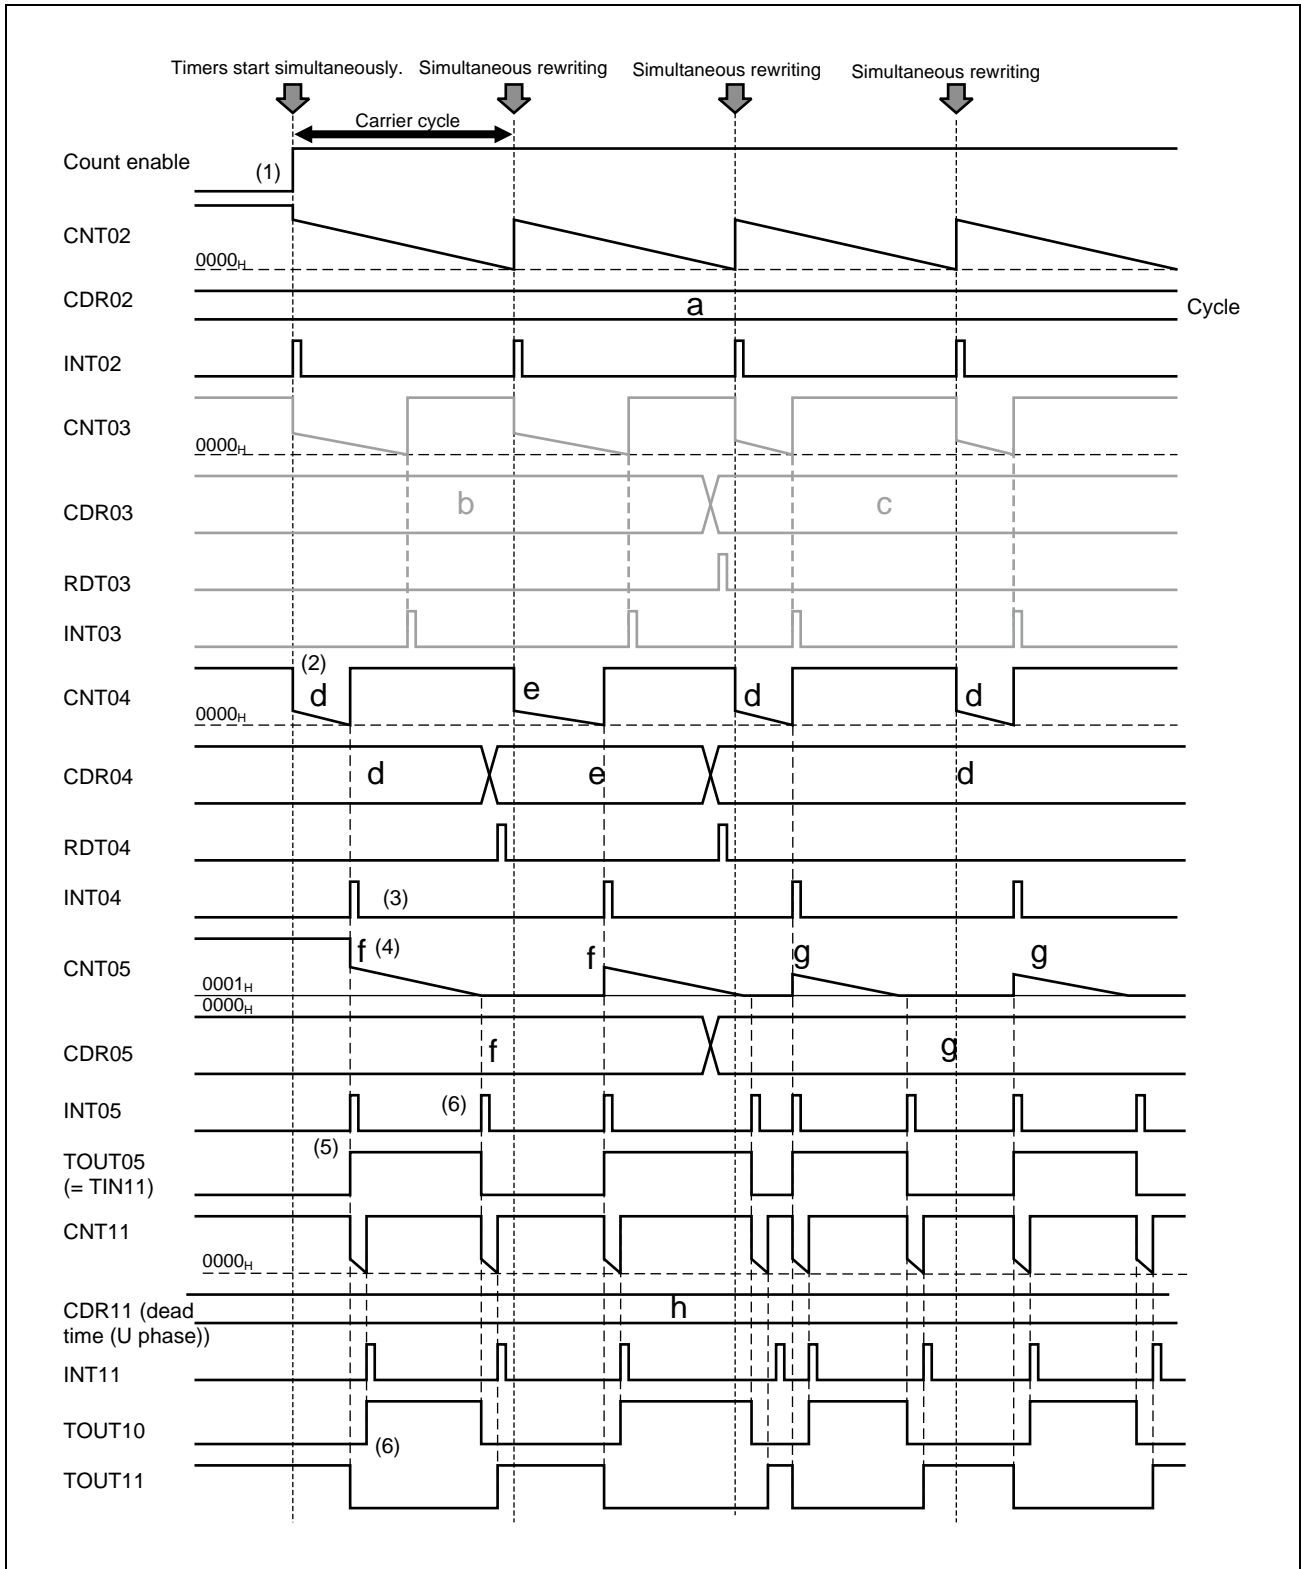 Timers start simultaneously. Simultaneous rewriting Simultaneous rewriting Simultaneous rewriting
Carrier cycle
Count enable (1)
CNT02
0000H
CDR02 a Cycle
INT02
CNT03
0000H
CDR03 b c
RDT03
INT03
(2)
CNT04 d e d d
0000H
CDR04 d e d
RDT04
INT04 (3)
CNT05 f (4) f g g
0001H
0000H
CDR05 f g
INT05 (6)
(5)
TOUT05
(= TIN11)
CNT11
0000H
CDR11 (dead h
time (U phase))
INT11
TOUT10
(6)
TOUT11